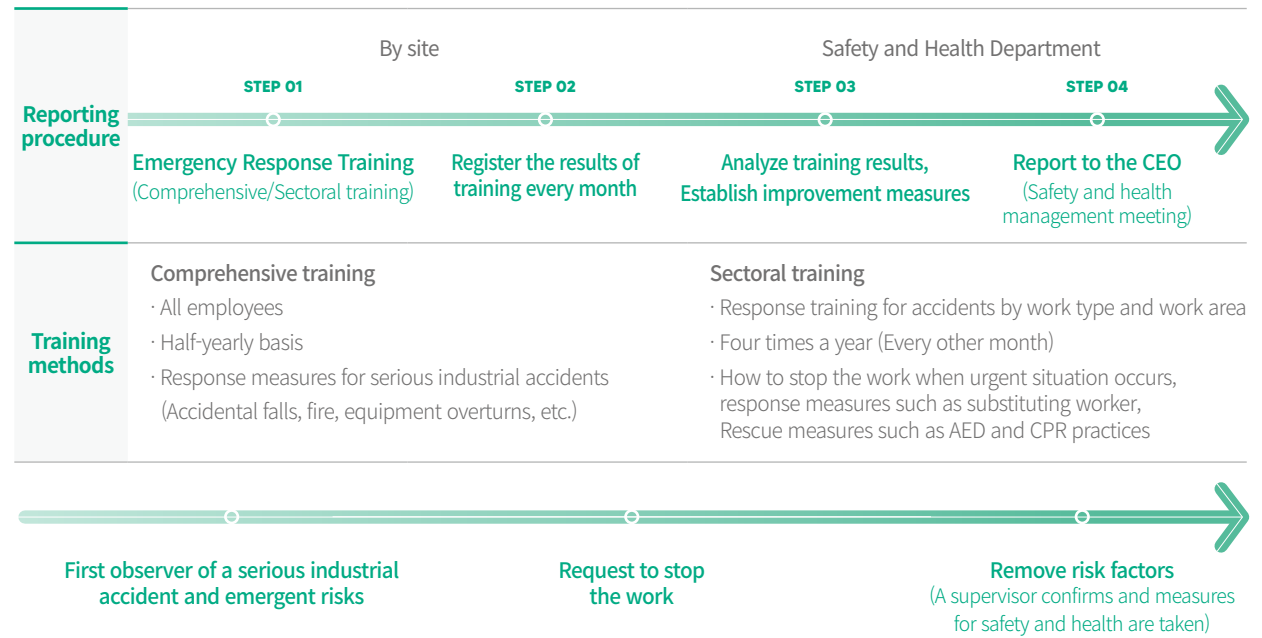 By site
Safety and Health Department
STEP 01
STEP 02
STEP 03
STEP 04
Reporting
procedure
Emergency Response Training
(Comprehensive/Sectoral training)
Register the results of
training every month
Analyze training results,
Establish improvement measures
Report to the CEO
(Safety and health
management meeting)
Training
methods
Comprehensive training
· All employees
· Half-yearly basis
· Response measures for serious industrial accidents
(Accidental falls, fire, equipment overturns, etc.)
Sectoral training
· Response training for accidents by work type and work area
· Four times a year (Every other month)
· How to stop the work when urgent situation occurs,
response measures such as substituting worker,
Rescue measures such as AED and CPR practices
First observer of a serious industrial
accident and emergent risks
Request to stop
the work
Remove risk factors
(A supervisor confirms and measures
for safety and health are taken)